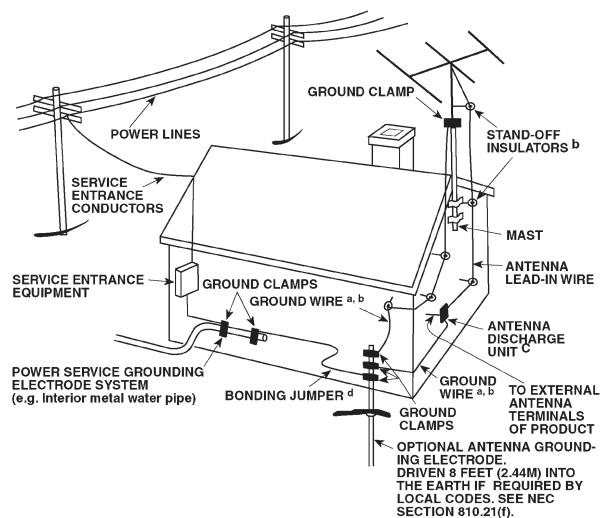 GROUND CLAMP
POWER LINES
STAND-OFF
INSULATORS b
SERVICE
ENTRANCE
CONDUCTORS
MAST
ANTENNA
LEAD-IN WIRE
SERVICE ENTRANCE
EQUIPMENT
GROUND CLAMPS
GROUND WIRE a, b
ANTENNA
DISCHARGE
UNIT C
POWER SERVICE GROUNDING
ELECTRODE SYSTEM
(e.g. Interior metal water pipe)
BONDING JUMPER d
GROUND
WIRE a, b
GROUND
CLAMPS
TO EXTERNAL
ANTENNA
TERMINALS
OF PRODUCT
OPTIONAL ANTENNA GROUND-
ING ELECTRODE.
DRIVEN 8 FEET (2.44M) INTO
THE EARTH IF REQUIRED BY
LOCAL CODES. SEE NEC
SECTION 810.21(f).